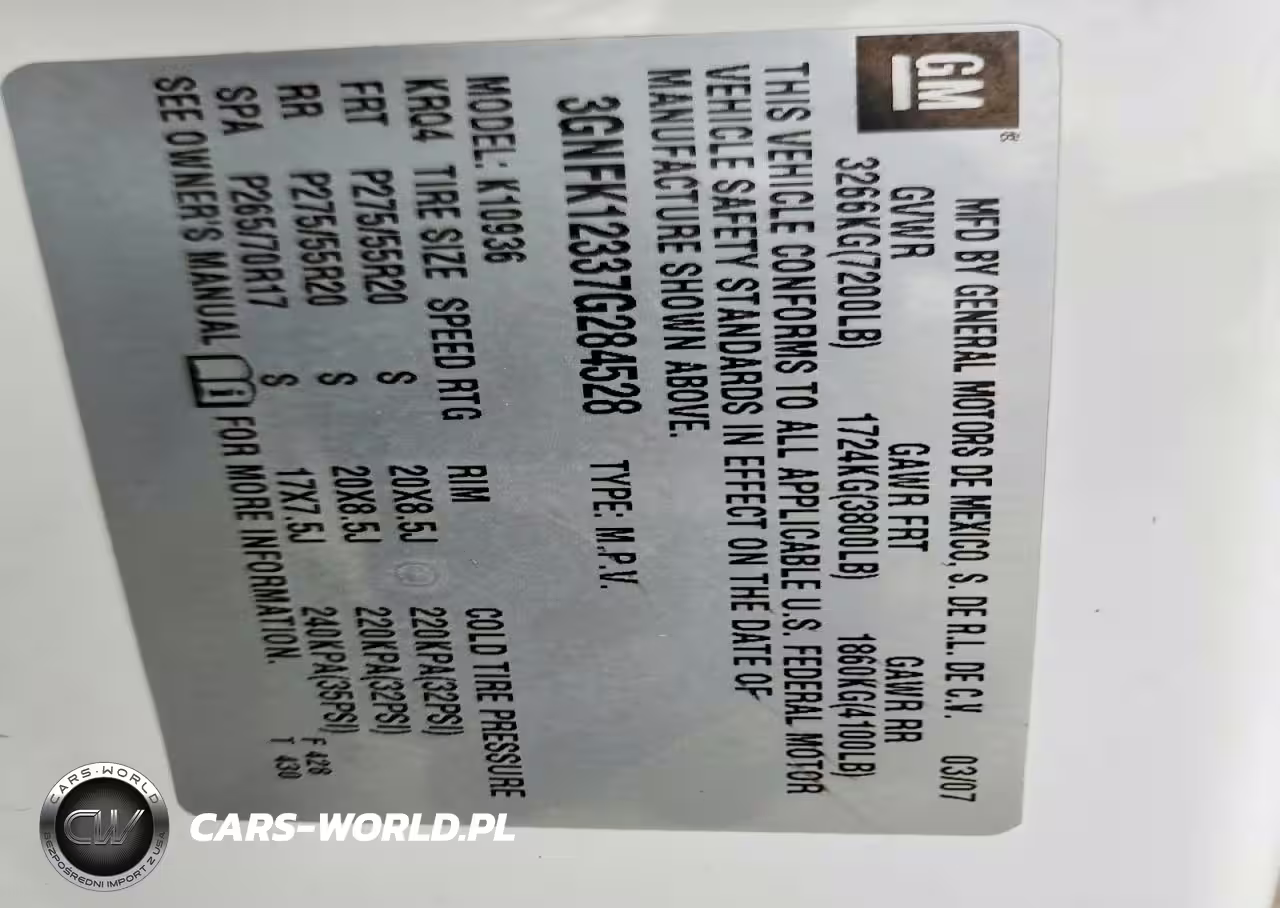 GM
MFD BY GENERAL MOTORS DE MEXICO, S. DE R.L. DE C.V. 03/07
GVWR GAWR FRT GAWR RR
3266KG(7200LB) 1724KG(3800LB) 1860KG(4100LB)
THIS VEHICLE CONFORMS TO ALL APPLICABLE U.S. FEDERAL MOTOR
VEHICLE SAFETY STANDARDS IN EFFECT ON THE DATE OF
MANUFACTURE SHOWN ABOVE.
3GNFK12337G284528 TYPE: M.P.V.
MODEL: K10936
KRQ4 TIRE SIZE SPEED RTG RIM COLD TIRE PRESSURE
FRT P275/55R20 S 20X8.5J 220KPA(32PSI)
RR P275/55R20 S 20X8.5J 220KPA(32PSI)
SPA P265/70R17 S 17X7.5J 240KPA(35PSI) F 428
SEE OWNER'S MANUAL FOR MORE INFORMATION. T 430
CARS-WORLD
CW
BEZPOŚREDNI IMPORT Z USA
CARS-WORLD.PL